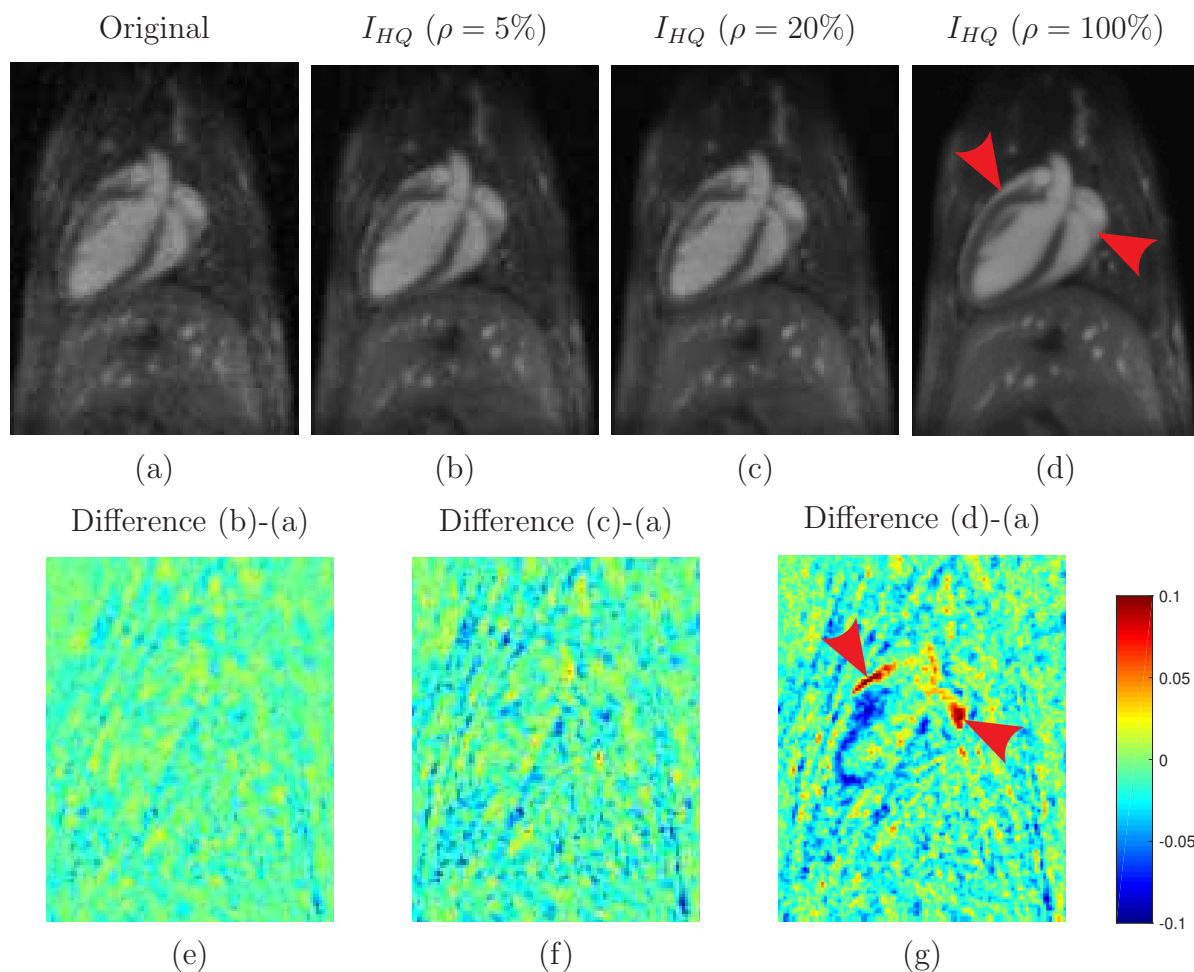 Original
I_{HQ} (ρ = 5%)
I_{HQ} (ρ = 20%)
I_{HQ} (ρ = 100%)
(a)
(b)
(c)
(d)
Difference (b)-(a)
Difference (c)-(a)
Difference (d)-(a)
0.1
0.05
0
-0.05
-0.1
(e)
(f)
(g)